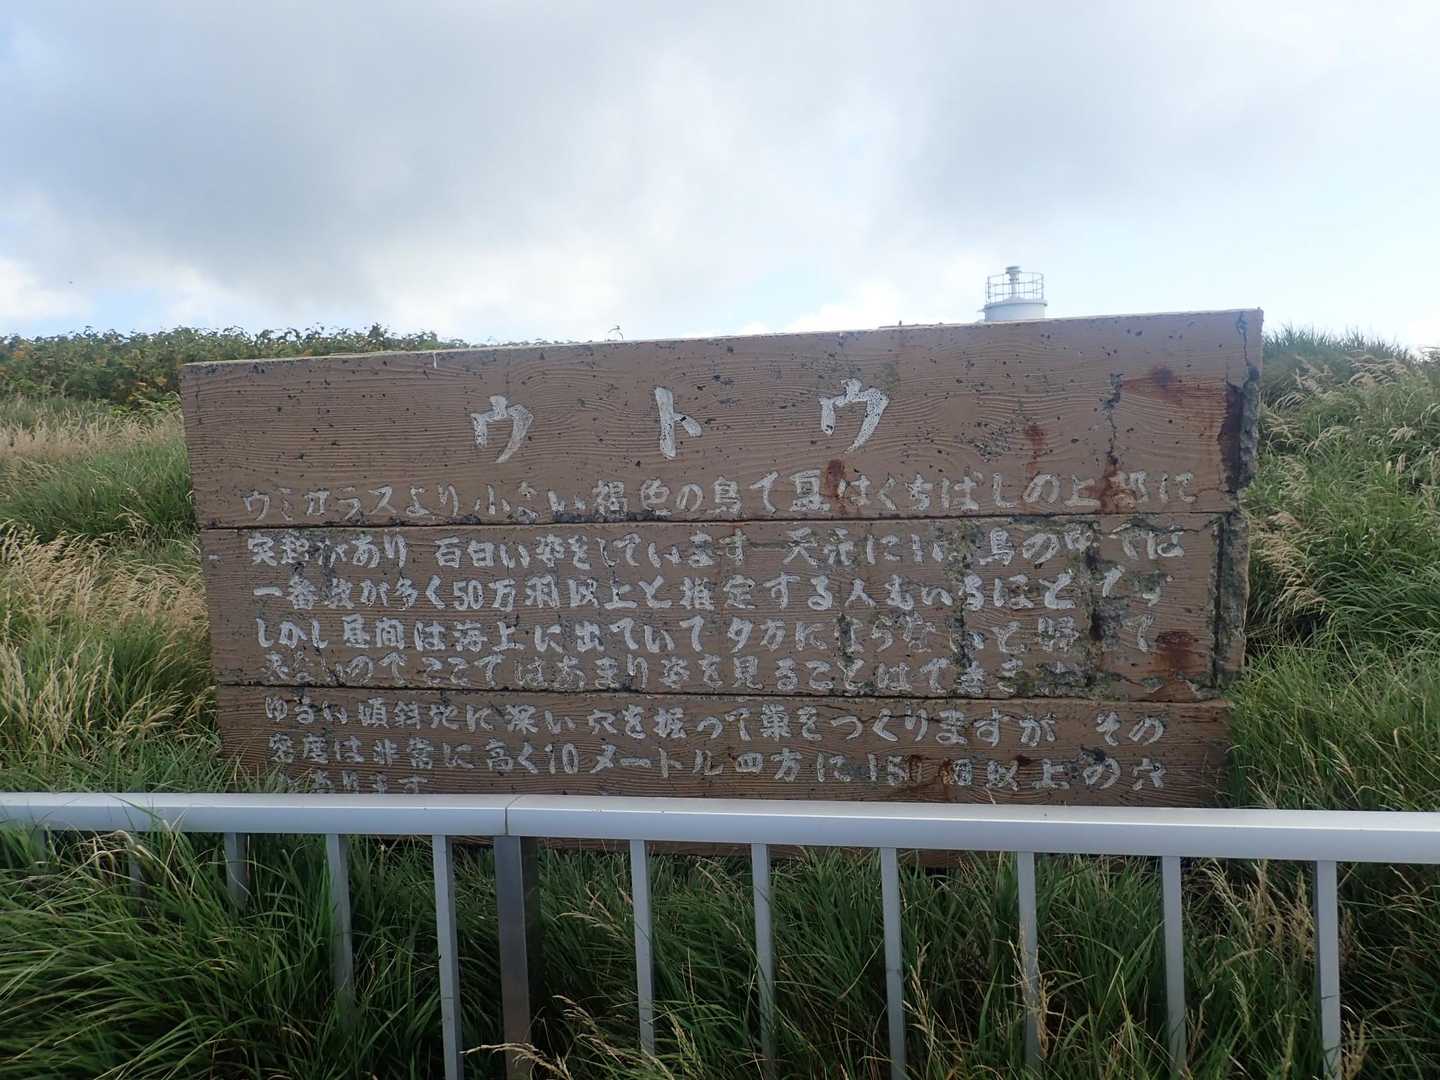 ウトウ
ウミガラスより小さい褐色の鳥で夏はくちばしの上部に
突起があり 面白い姿をしています 天売にいる鳥の中では
一番数が多く50万羽以上と推定する人もいるほどです
しかし昼間は海上に出ていて夕方にならないと帰って
来ないのでここではあまり姿を見ることはできません
ゆるい傾斜地に深い穴を掘って巣をつくりますが その
密度は非常に高く10メートル四方に150個以上の穴
があります